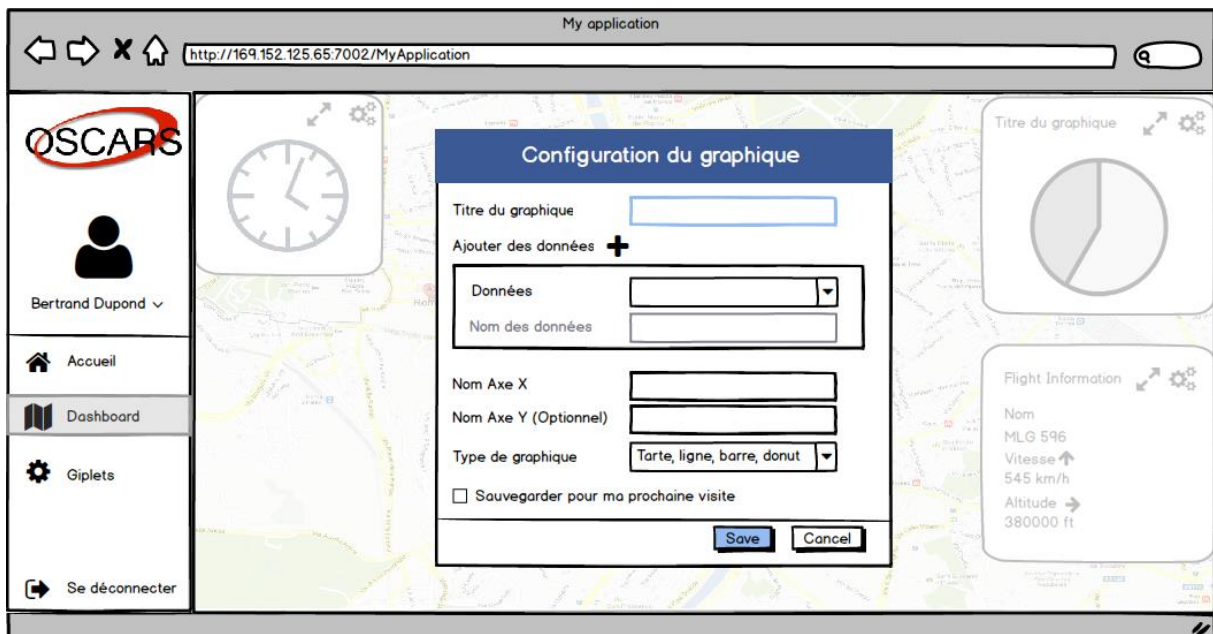 My application
http://169.152.125.65:7002/MyApplication
OSCARS
Bertrand Dupond
Accueil
Dashboard
Giplets
Se déconnecter
Configuration du graphique
Titre du graphique
Ajouter des données
Données
Nom des données
Nom Axe X
Nom Axe Y (Optionnel)
Type de graphique
Tarte, ligne, barre, donut
Sauvegarder pour ma prochaine visite
Save
Cancel
Titre du graphique
Flight Information
Nom
MLG 596
Vitesse
545 km/h
Altitude
380000 ft